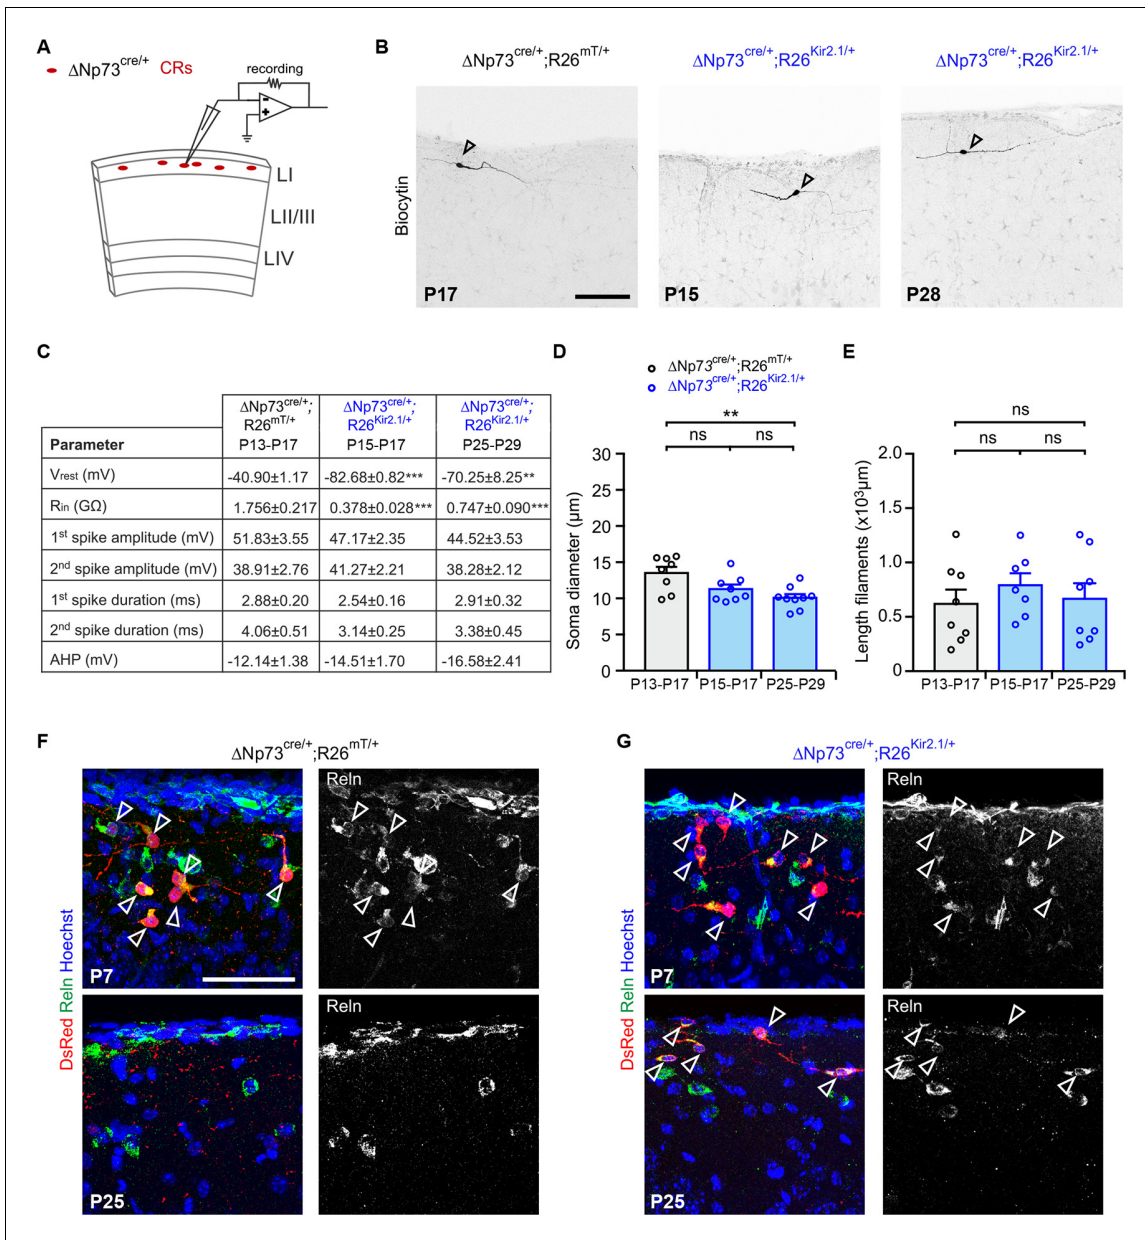 A
ΔNp73cre/+ CRs
recording
LI
LII/III
LIV
B
ΔNp73cre/+;R26mT/+
ΔNp73cre/+;R26Kir2.1/+
ΔNp73cre/+;R26Kir2.1/+
Biocytin
P17
P15
P28
C
Parameter
ΔNp73cre/+;
R26mT/+
P13-P17
ΔNp73cre/+;
R26Kir2.1/+
P15-P17
ΔNp73cre/+;
R26Kir2.1/+
P25-P29
Vrest (mV) -40.90±1.17 -82.68±0.82*** -70.25±8.25**
Rin (GΩ) 1.756±0.217 0.378±0.028*** 0.747±0.090***
1st spike amplitude (mV) 51.83±3.55 47.17±2.35 44.52±3.53
2nd spike amplitude (mV) 38.91±2.76 41.27±2.21 38.28±2.12
1st spike duration (ms) 2.88±0.20 2.54±0.16 2.91±0.32
2nd spike duration (ms) 4.06±0.51 3.14±0.25 3.38±0.45
AHP (mV) -12.14±1.38 -14.51±1.70 -16.58±2.41
D
ΔNp73cre/+;R26mT/+
ΔNp73cre/+;R26Kir2.1/+
**
ns ns
Soma diameter (μm)
30
25
20
15
10
5
0
P13-P17 P15-P17 P25-P29
E
ns
ns ns
Length filaments (x10³μm)
2.0
1.5
1.0
0.5
0
P13-P17 P15-P17 P25-P29
F
ΔNp73cre/+;R26mT/+
DsRed Reln Hoechst
P7
Reln
P25
Reln
G
ΔNp73cre/+;R26Kir2.1/+
DsRed Reln Hoechst
P7
Reln
P25
Reln